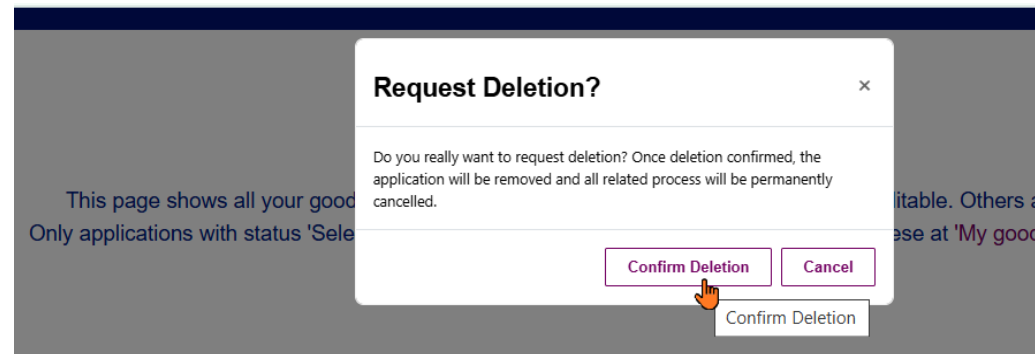 Request Deletion?
×
Do you really want to request deletion? Once deletion confirmed, the
application will be removed and all related process will be permanently
cancelled.
This page shows all your good
litable. Others a
Only applications with status 'Sele
ese at 'My good
Confirm Deletion
Cancel
Confirm Deletion